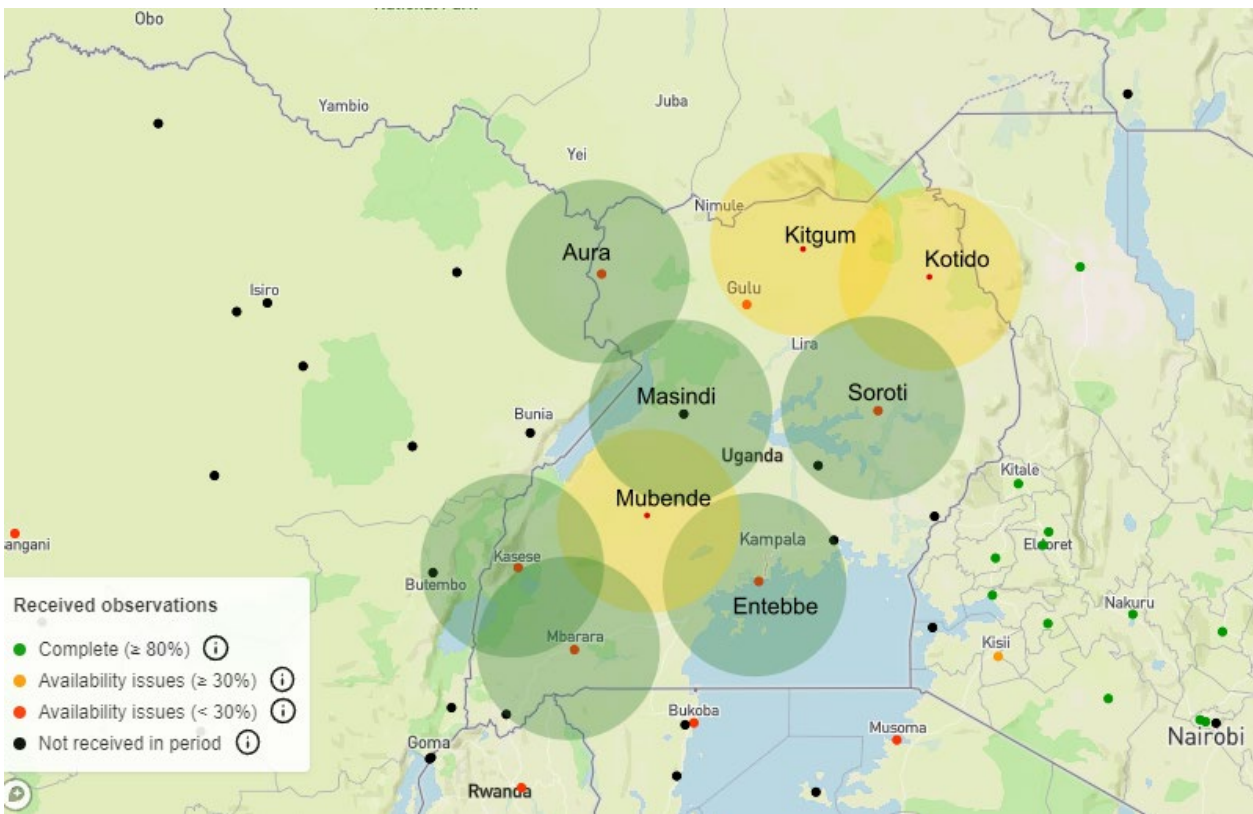 Obo
Yambio
Juba
Yei
Nimule
Kitgum
Aura
Kotido
Isiro
Gulu
Lira
Masindi
Soroti
Bunia
Uganda
Kitale
Mubende
angani
Kampala
Eldoret
Kasese
Butembo
Entebbe
Nakuru
Mbarara
Kisii
Bukoba
Musoma
Goma
Nairobi
Rwanda
Received observations
Complete (≥ 80%)
Availability issues (≥ 30%)
Availability issues (< 30%)
Not received in period